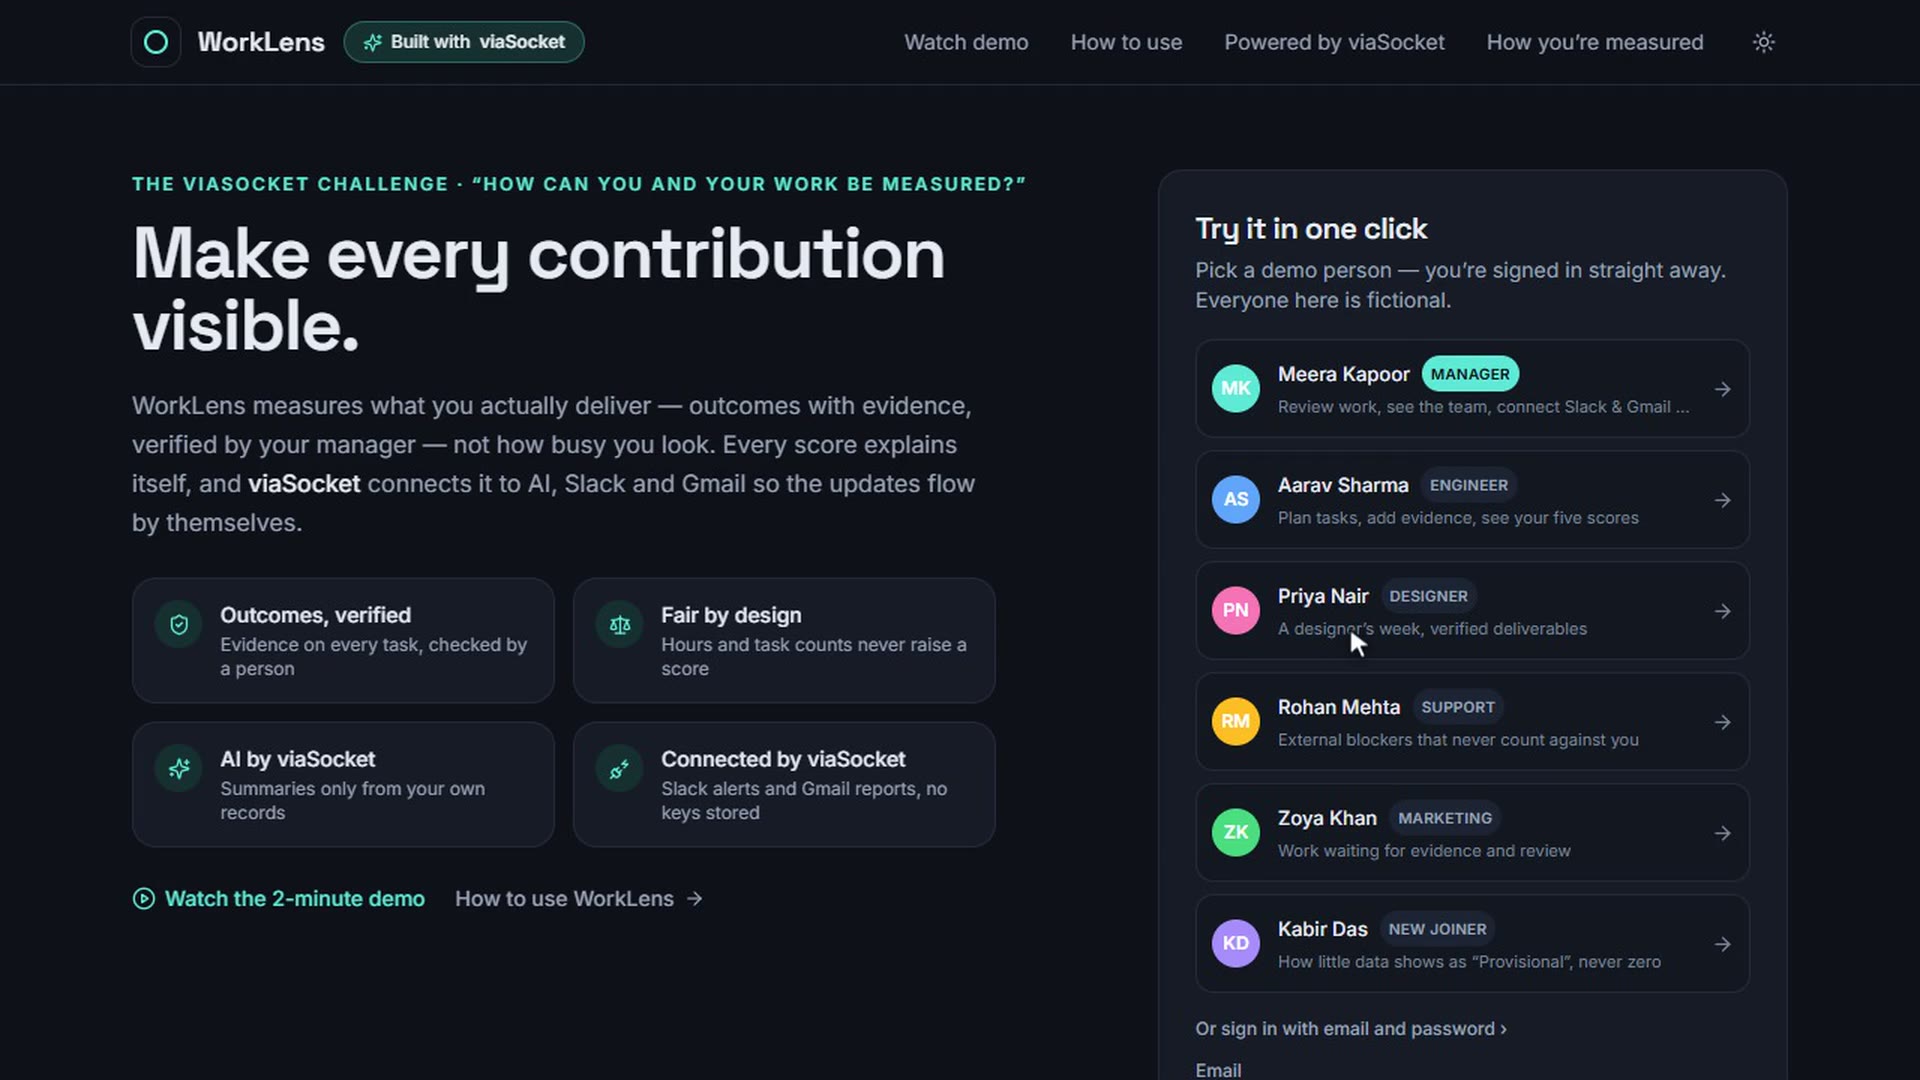 WorkLens
Built with viaSocket
Watch demo
How to use
Powered by viaSocket
How you’re measured
THE VIASOCKET CHALLENGE · “HOW CAN YOU AND YOUR WORK BE MEASURED?”
Make every contribution
visible.
WorkLens measures what you actually deliver — outcomes with evidence,
verified by your manager — not how busy you look. Every score explains
itself, and viaSocket connects it to AI, Slack and Gmail so the updates flow
by themselves.
Outcomes, verified
Evidence on every task, checked by
a person
Fair by design
Hours and task counts never raise a
score
AI by viaSocket
Summaries only from your own
records
Connected by viaSocket
Slack alerts and Gmail reports, no
keys stored
Watch the 2-minute demo
How to use WorkLens →
Try it in one click
Pick a demo person — you’re signed in straight away.
Everyone here is fictional.
MK
Meera Kapoor MANAGER
Review work, see the team, connect Slack & Gmail ...
AS
Aarav Sharma ENGINEER
Plan tasks, add evidence, see your five scores
PN
Priya Nair DESIGNER
A designer’s week, verified deliverables
RM
Rohan Mehta SUPPORT
External blockers that never count against you
ZK
Zoya Khan MARKETING
Work waiting for evidence and review
KD
Kabir Das NEW JOINER
How little data shows as “Provisional”, never zero
Or sign in with email and password ›
Email